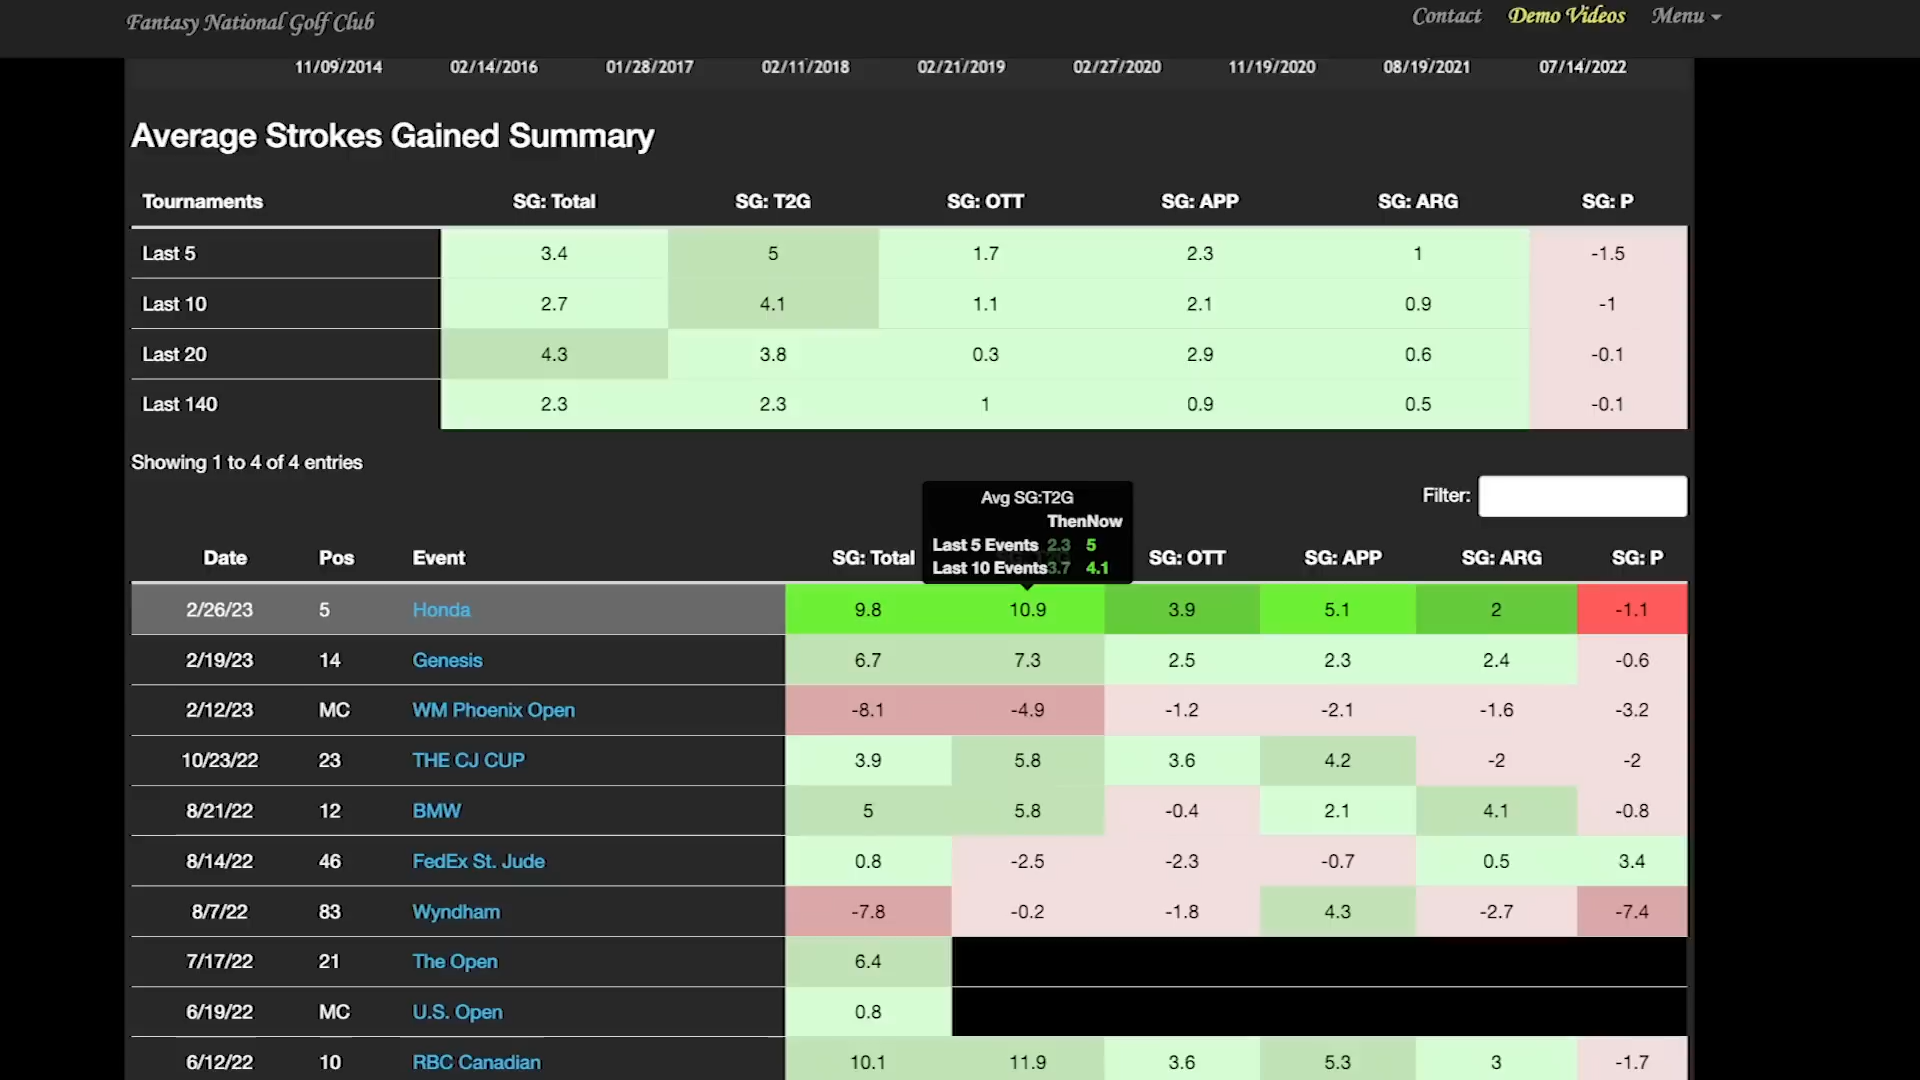 Fantasy National Golf Club
Contact Demo Videos Menu
11/09/2014 02/14/2016 01/28/2017 02/11/2018 02/21/2019 02/27/2020 11/19/2020 08/19/2021 07/14/2022
Average Strokes Gained Summary
Tournaments SG: Total SG: T2G SG: OTT SG: APP SG: ARG SG: P
Last 5 3.4 5 1.7 2.3 1 -1.5
Last 10 2.7 4.1 1.1 2.1 0.9 -1
Last 20 4.3 3.8 0.3 2.9 0.6 -0.1
Last 140 2.3 2.3 1 0.9 0.5 -0.1
Showing 1 to 4 of 4 entries
Filter:
Avg SG:T2G
ThenNow
Last 5 Events 2.3 5
Last 10 Events3.7 4.1
Date Pos Event SG: Total SG: OTT SG: APP SG: ARG SG: P
2/26/23 5 Honda 9.8 10.9 3.9 5.1 2 -1.1
2/19/23 14 Genesis 6.7 7.3 2.5 2.3 2.4 -0.6
2/12/23 MC WM Phoenix Open -8.1 -4.9 -1.2 -2.1 -1.6 -3.2
10/23/22 23 THE CJ CUP 3.9 5.8 3.6 4.2 -2 -2
8/21/22 12 BMW 5 5.8 -0.4 2.1 4.1 -0.8
8/14/22 46 FedEx St. Jude 0.8 -2.5 -2.3 -0.7 0.5 3.4
8/7/22 83 Wyndham -7.8 -0.2 -1.8 4.3 -2.7 -7.4
7/17/22 21 The Open 6.4
6/19/22 MC U.S. Open 0.8
6/12/22 10 RBC Canadian 10.1 11.9 3.6 5.3 3 -1.7